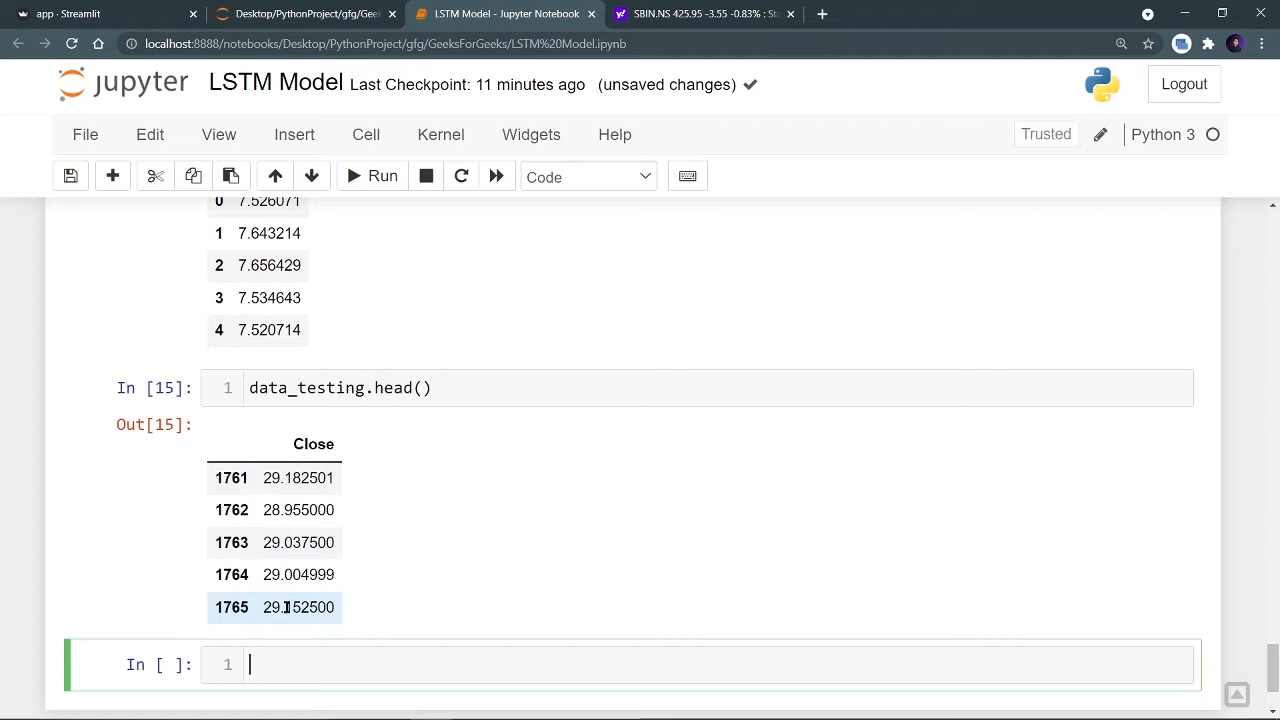 app · Streamlit
Desktop/PythonProject/gfg/Geek
LSTM Model - Jupyter Notebook
SBIN.NS 425.95 -3.55 -0.83% : Sta
localhost:8888/notebooks/Desktop/PythonProject/gfg/GeeksForGeeks/LSTM%20Model.ipynb
jupyter LSTM Model Last Checkpoint: 11 minutes ago (unsaved changes) Logout
File Edit View Insert Cell Kernel Widgets Help Trusted Python 3
Run Code
0 7.526071
1 7.643214
2 7.656429
3 7.534643
4 7.520714
In [15]: 1 data_testing.head()
Out[15]:
Close
1761 29.182501
1762 28.955000
1763 29.037500
1764 29.004999
1765 29.152500
In [ ]: 1